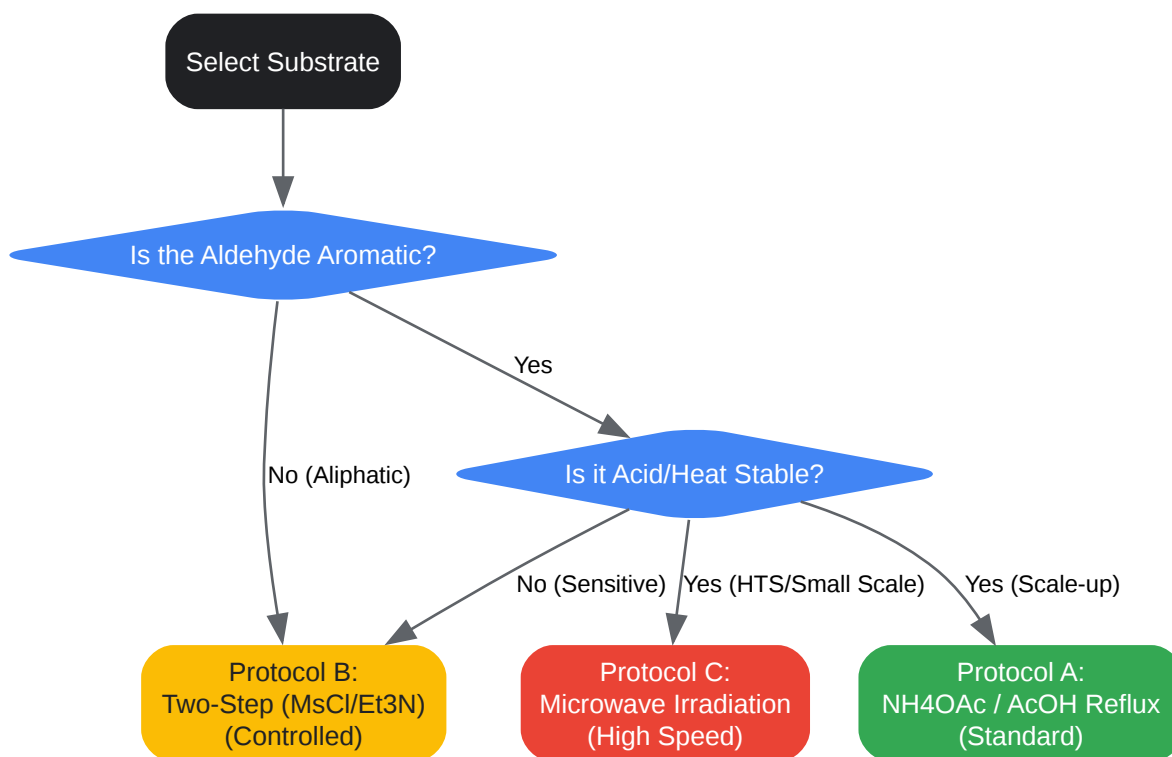 Select Substrate
Is the Aldehyde Aromatic?
Yes
Is it Acid/Heat Stable?
No (Aliphatic)
No (Sensitive)
Yes (HTS/Small Scale)
Yes (Scale-up)
Protocol B:
Two-Step (MsCl/Et3N)
(Controlled)
Protocol C:
Microwave Irradiation
(High Speed)
Protocol A:
NH4OAc / AcOH Reflux
(Standard)